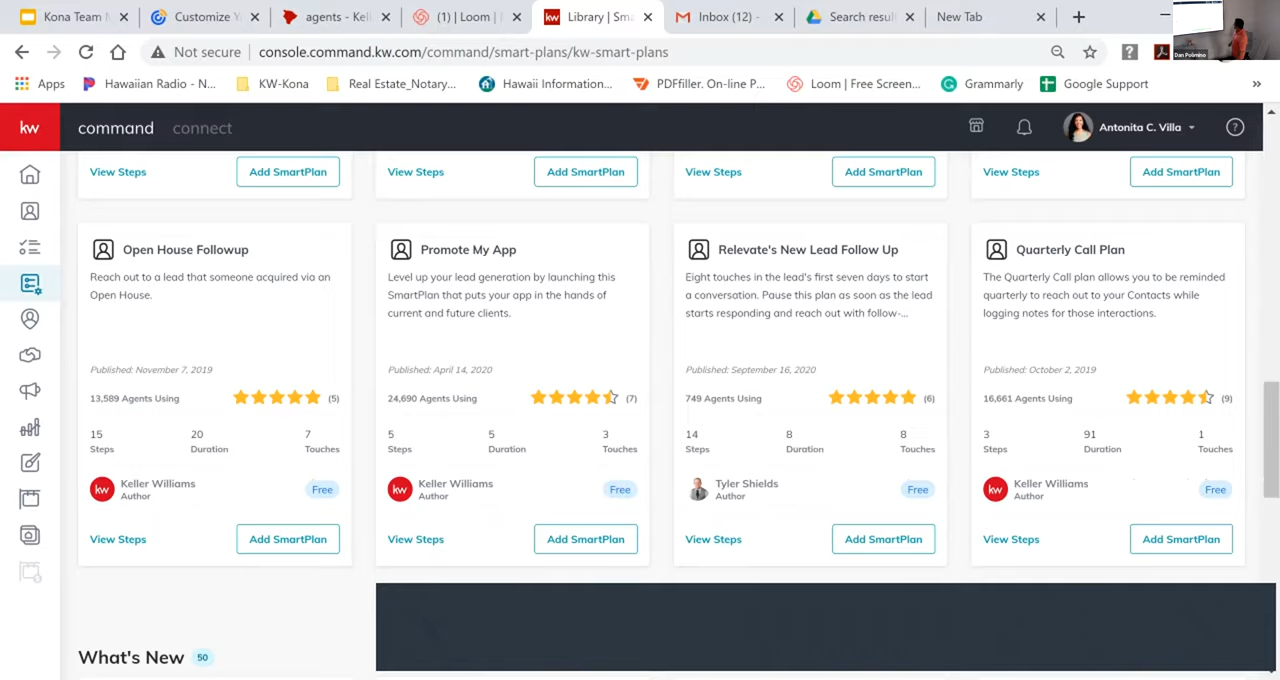 Kona Team M
Customize Y
agents - Kell
(1) | Loom |
Library | Sma
Inbox (12) -
Search resul
New Tab
Not secure
console.command.kw.com/command/smart-plans/kw-smart-plans
Dan Polimino
Apps
Hawaiian Radio - N...
KW-Kona
Real Estate_Notary...
Hawaii Information...
PDFfiller. On-line P...
Loom | Free Screen...
Grammarly
Google Support
kw
command
connect
Antonita C. Villa
View Steps
Add SmartPlan
View Steps
Add SmartPlan
View Steps
Add SmartPlan
View Steps
Add SmartPlan
Open House Followup
Reach out to a lead that someone acquired via an
Open House.
Published: November 7, 2019
13,589 Agents Using
(5)
15
20
7
Steps
Duration
Touches
kw
Keller Williams
Author
Free
View Steps
Add SmartPlan
Promote My App
Level up your lead generation by launching this
SmartPlan that puts your app in the hands of
current and future clients.
Published: April 14, 2020
24,690 Agents Using
(7)
5
5
3
Steps
Duration
Touches
kw
Keller Williams
Author
Free
View Steps
Add SmartPlan
Relevate's New Lead Follow Up
Eight touches in the lead's first seven days to start
a conversation. Pause this plan as soon as the lead
starts responding and reach out with follow-...
Published: September 16, 2020
749 Agents Using
(6)
14
8
8
Steps
Duration
Touches
Tyler Shields
Author
Free
View Steps
Add SmartPlan
Quarterly Call Plan
The Quarterly Call plan allows you to be reminded
quarterly to reach out to your Contacts while
logging notes for those interactions.
Published: October 2, 2019
16,661 Agents Using
(9)
3
91
1
Steps
Duration
Touches
kw
Keller Williams
Author
Free
View Steps
Add SmartPlan
What's New
50